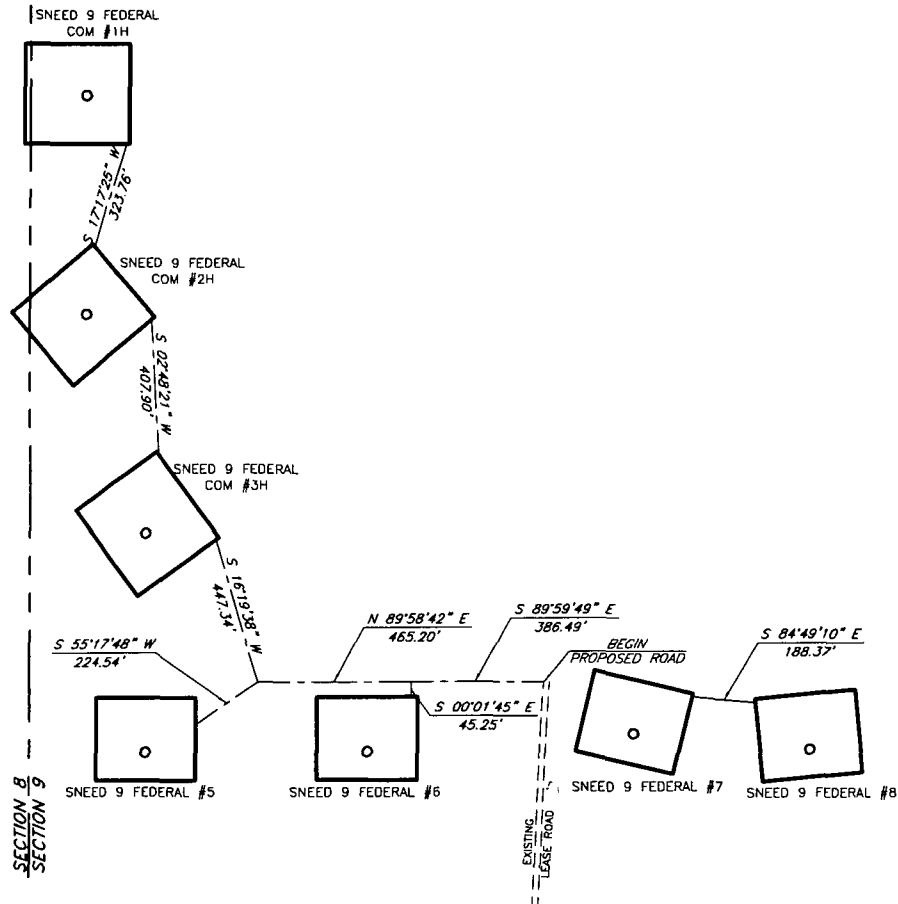 SNEED 9 FEDERAL
COM #1H
S 17°17'25" W
323.76'
SNEED 9 FEDERAL
COM #2H
S 02°48'21" W
407.90'
SNEED 9 FEDERAL
COM #3H
S 16°19'38" W
447.34'
S 55°17'48" W
224.54'
N 89°58'42" E
465.20'
S 89°59'49" E
386.49'
BEGIN
PROPOSED ROAD
S 84°49'10" E
188.37'
S 00°01'45" E
45.25'
SNEED 9 FEDERAL #5
SNEED 9 FEDERAL #6
SNEED 9 FEDERAL #7
SNEED 9 FEDERAL #8
EXISTING
LEASE ROAD
SECTION 8
SECTION 9